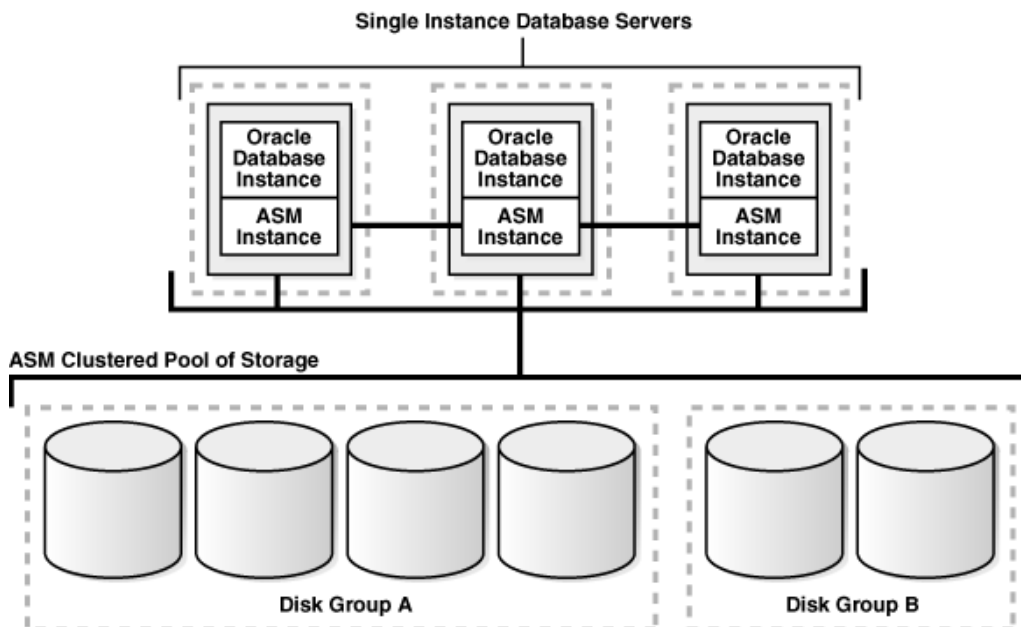 Single Instance Database Servers
Oracle
Database
Instance
ASM
Instance
Oracle
Database
Instance
ASM
Instance
Oracle
Database
Instance
ASM
Instance
ASM Clustered Pool of Storage
Disk Group A
Disk Group B